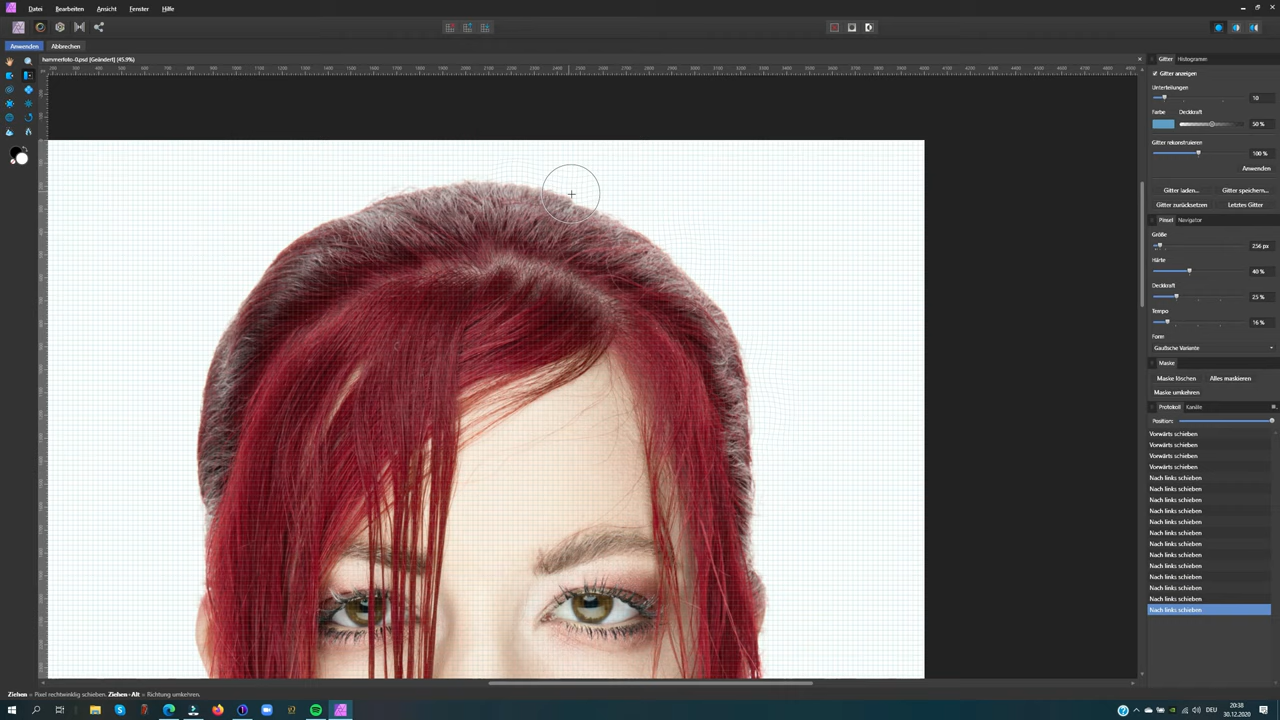 Datei Bearbeiten Ansicht Fenster Hilfe
Anwenden Abbrechen
hammerfoto-0.psd [Geändert] (45.9%)
Gitter Histogramm
Gitter anzeigen
Unterteilungen
10
Farbe Deckkraft
50 %
Gitter rekonstruieren
100 %
Anwenden
Gitter laden... Gitter speichern...
Gitter zurücksetzen Letztes Gitter
Pinsel Navigator
Größe
256 px
Härte
40 %
Deckkraft
25 %
Tempo
16 %
Form
Gaußsche Variante
Maske
Maske löschen Alles maskieren
Maske umkehren
Protokoll Kanäle
Position:
Vorwärts schieben
Vorwärts schieben
Vorwärts schieben
Vorwärts schieben
Nach links schieben
Nach links schieben
Nach links schieben
Nach links schieben
Nach links schieben
Nach links schieben
Nach links schieben
Nach links schieben
Nach links schieben
Nach links schieben
Nach links schieben
Nach links schieben
Nach links schieben
Ziehen = Pixel rechtwinklig schieben. Ziehen+Alt = Richtung umkehren.
DEU
20:38
30.12.2020